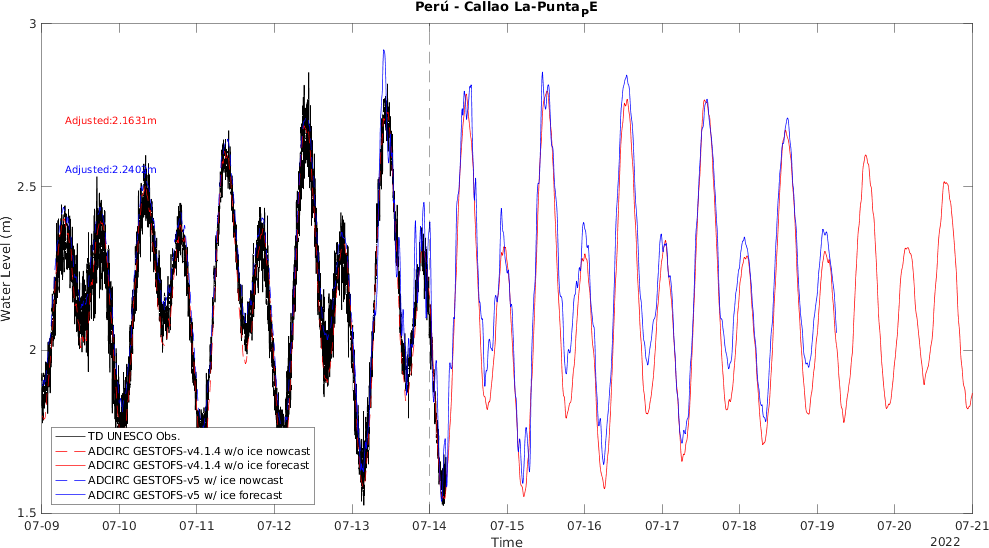 Perú - Callao La-PuntaPE
3
Adjusted:2.1631m
Adjusted:2.2402m
2.5
Water Level (m)
2
TD UNESCO Obs.
ADCIRC GESTOFS-v4.1.4 w/o ice nowcast
ADCIRC GESTOFS-v4.1.4 w/o ice forecast
ADCIRC GESTOFS-v5 w/ ice nowcast
ADCIRC GESTOFS-v5 w/ ice forecast
1.5
07-09 07-10 07-11 07-12 07-13 07-14 07-15 07-16 07-17 07-18 07-19 07-20 07-21
Time
2022